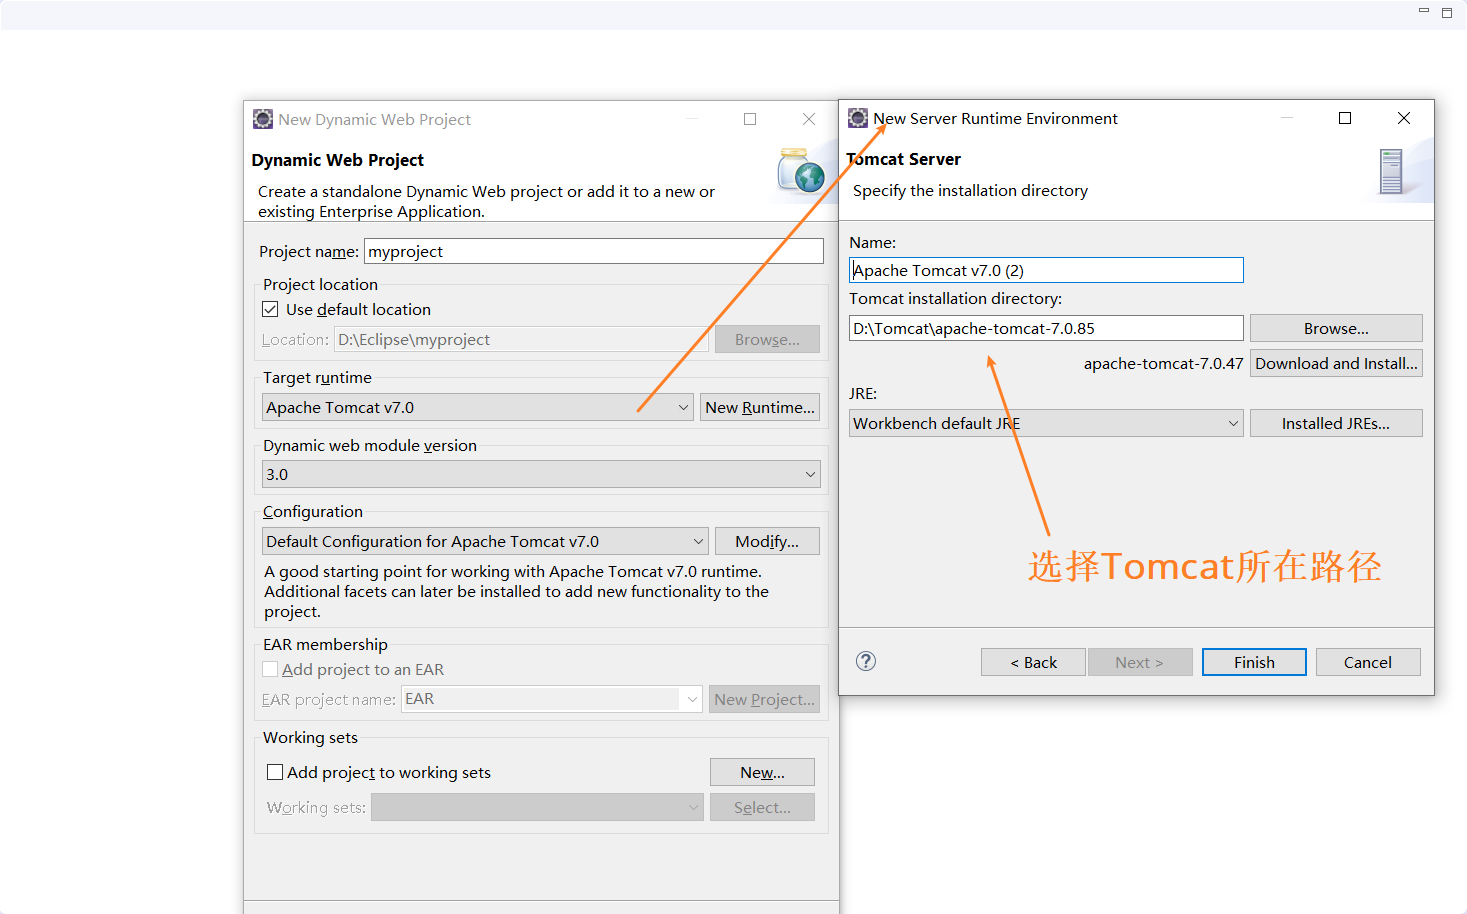 New Dynamic Web Project
Dynamic Web Project
Create a standalone Dynamic Web project or add it to a new or
existing Enterprise Application.
Project name: myproject
Project location
Use default location
Location: D:\Eclipse\myproject Browse...
Target runtime
Apache Tomcat v7.0 New Runtime...
Dynamic web module version
3.0
Configuration
Default Configuration for Apache Tomcat v7.0 Modify...
A good starting point for working with Apache Tomcat v7.0 runtime.
Additional facets can later be installed to add new functionality to the
project.
EAR membership
Add project to an EAR
EAR project name: EAR New Project...
Working sets
Add project to working sets New...
Working sets: Select...
New Server Runtime Environment
Tomcat Server
Specify the installation directory
Name:
Apache Tomcat v7.0 (2)
Tomcat installation directory:
D:\Tomcat\apache-tomcat-7.0.85 Browse...
apache-tomcat-7.0.47 Download and Install...
JRE:
Workbench default JRE Installed JREs...
选择Tomcat所在路径
? < Back Next > Finish Cancel